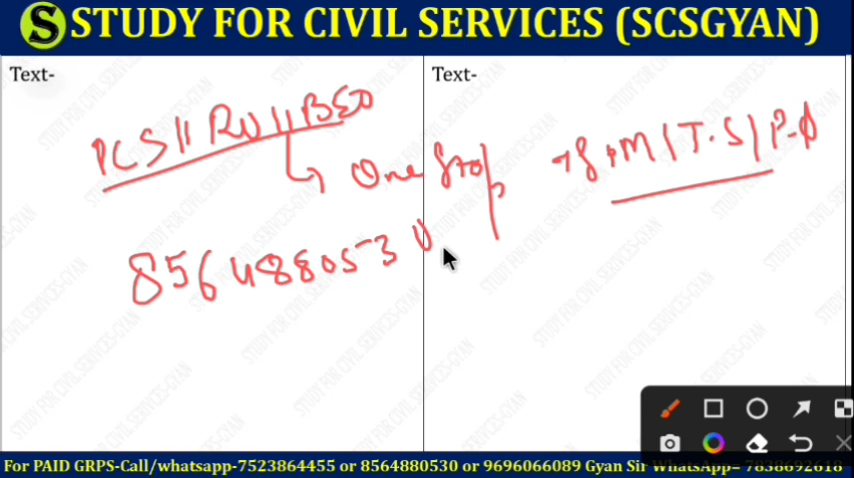 STUDY FOR CIVIL SERVICES (SCSGYAN)
Text-
Text-
PCS || RO || BEO
One Stop
+ S.M | T.S | P-D
8564880530
For PAID GRPS-Call/whatsapp-7523864455 or 8564880530 or 9696066089 Gyan Sir WhatsApp= 7838692618